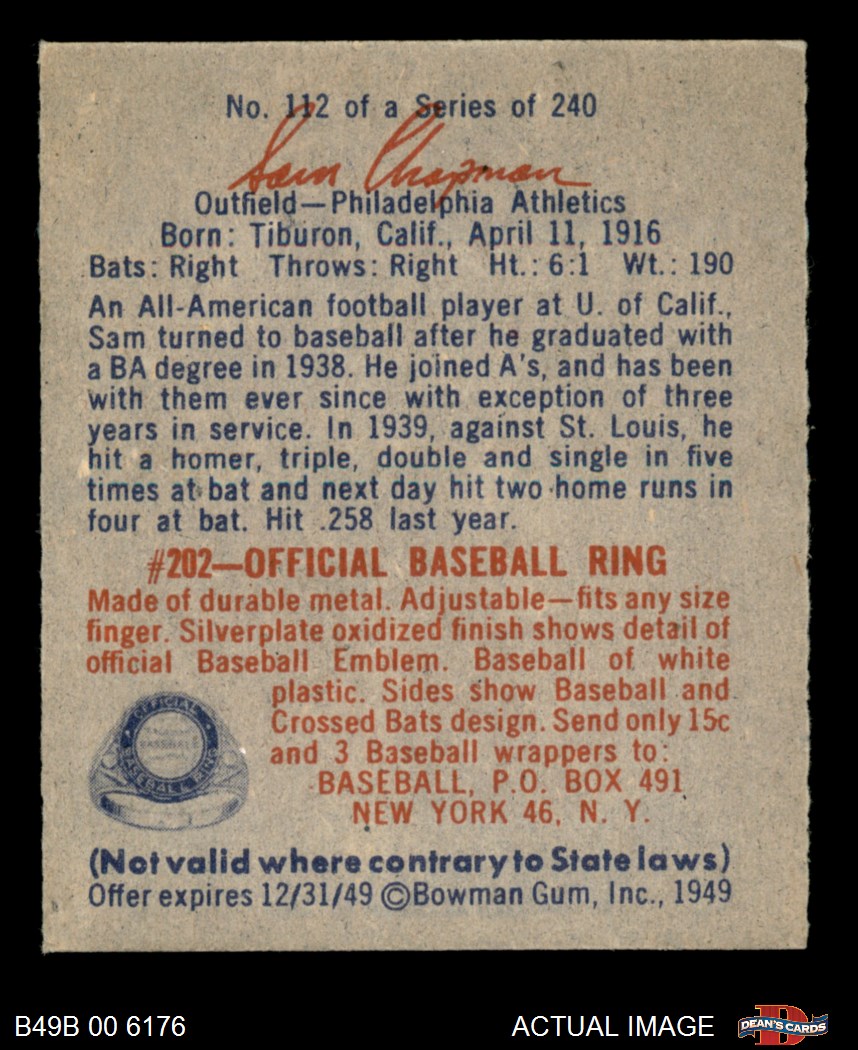 No. 112 of a Series of 240
Sam Chapman
Outfield—Philadelphia Athletics
Born: Tiburon, Calif., April 11, 1916
Bats: Right Throws: Right Ht.: 6:1 Wt.: 190
An All-American football player at U. of Calif.,
Sam turned to baseball after he graduated with
a BA degree in 1938. He joined A's, and has been
with them ever since with exception of three
years in service. In 1939, against St. Louis, he
hit a homer, triple, double and single in five
times at bat and next day hit two home runs in
four at bat. Hit .258 last year.
#202—OFFICIAL BASEBALL RING
Made of durable metal. Adjustable—fits any size
finger. Silverplate oxidized finish shows detail of
official Baseball Emblem. Baseball of white
plastic. Sides show Baseball and
Crossed Bats design. Send only 15c
and 3 Baseball wrappers to:
BASEBALL, P.O. BOX 491
NEW YORK 46, N. Y.
OFFICIAL
BASEBALL
BASEBALL RING
(Not valid where contrary to State laws)
Offer expires 12/31/49 ©Bowman Gum, Inc., 1949
B49B 00 6176
ACTUAL IMAGE
D
DEAN'S CARDS